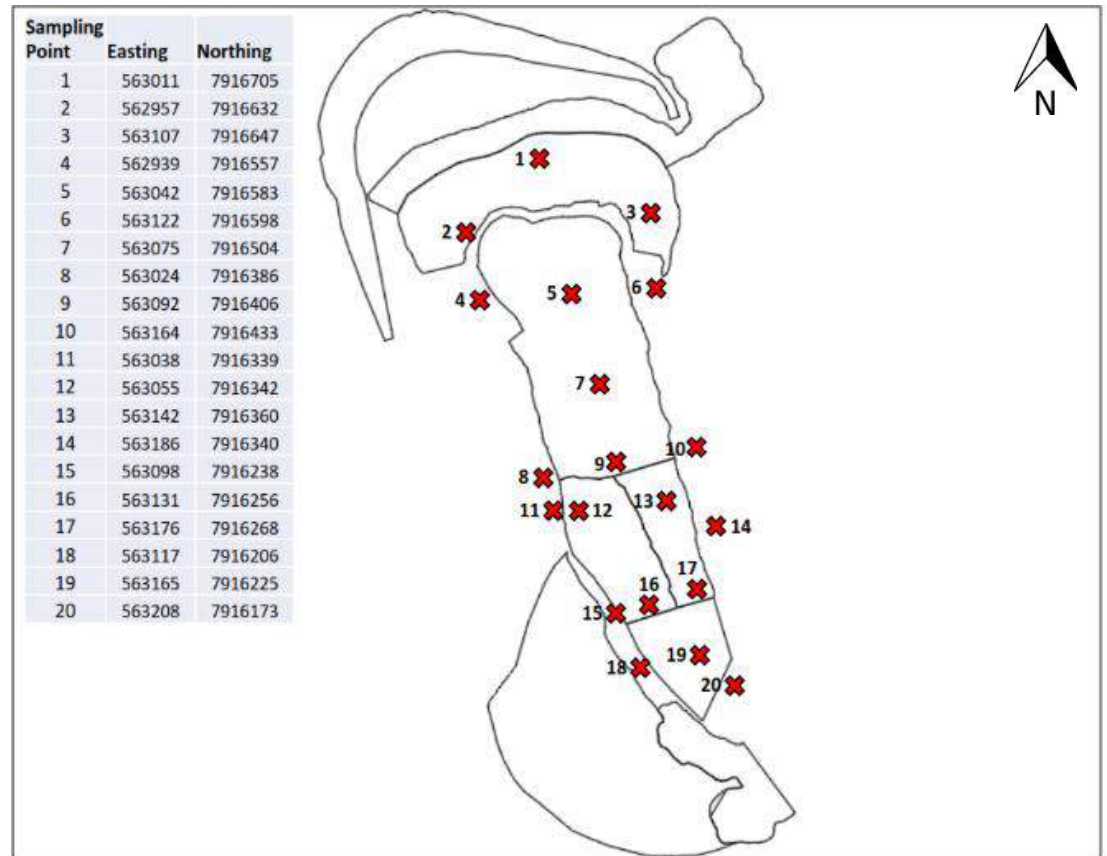 Sampling
Point Easting Northing
1 563011 7916705
2 562957 7916632
3 563107 7916647
4 562939 7916557
5 563042 7916583
6 563122 7916598
7 563075 7916504
8 563024 7916386
9 563092 7916406
10 563164 7916433
11 563038 7916339
12 563055 7916342
13 563142 7916360
14 563186 7916340
15 563098 7916238
16 563131 7916256
17 563176 7916268
18 563117 7916206
19 563165 7916225
20 563208 7916173
N
1
3
2
4
5
6
7
10
9
8
13
11
12
14
17
16
15
19
18
20